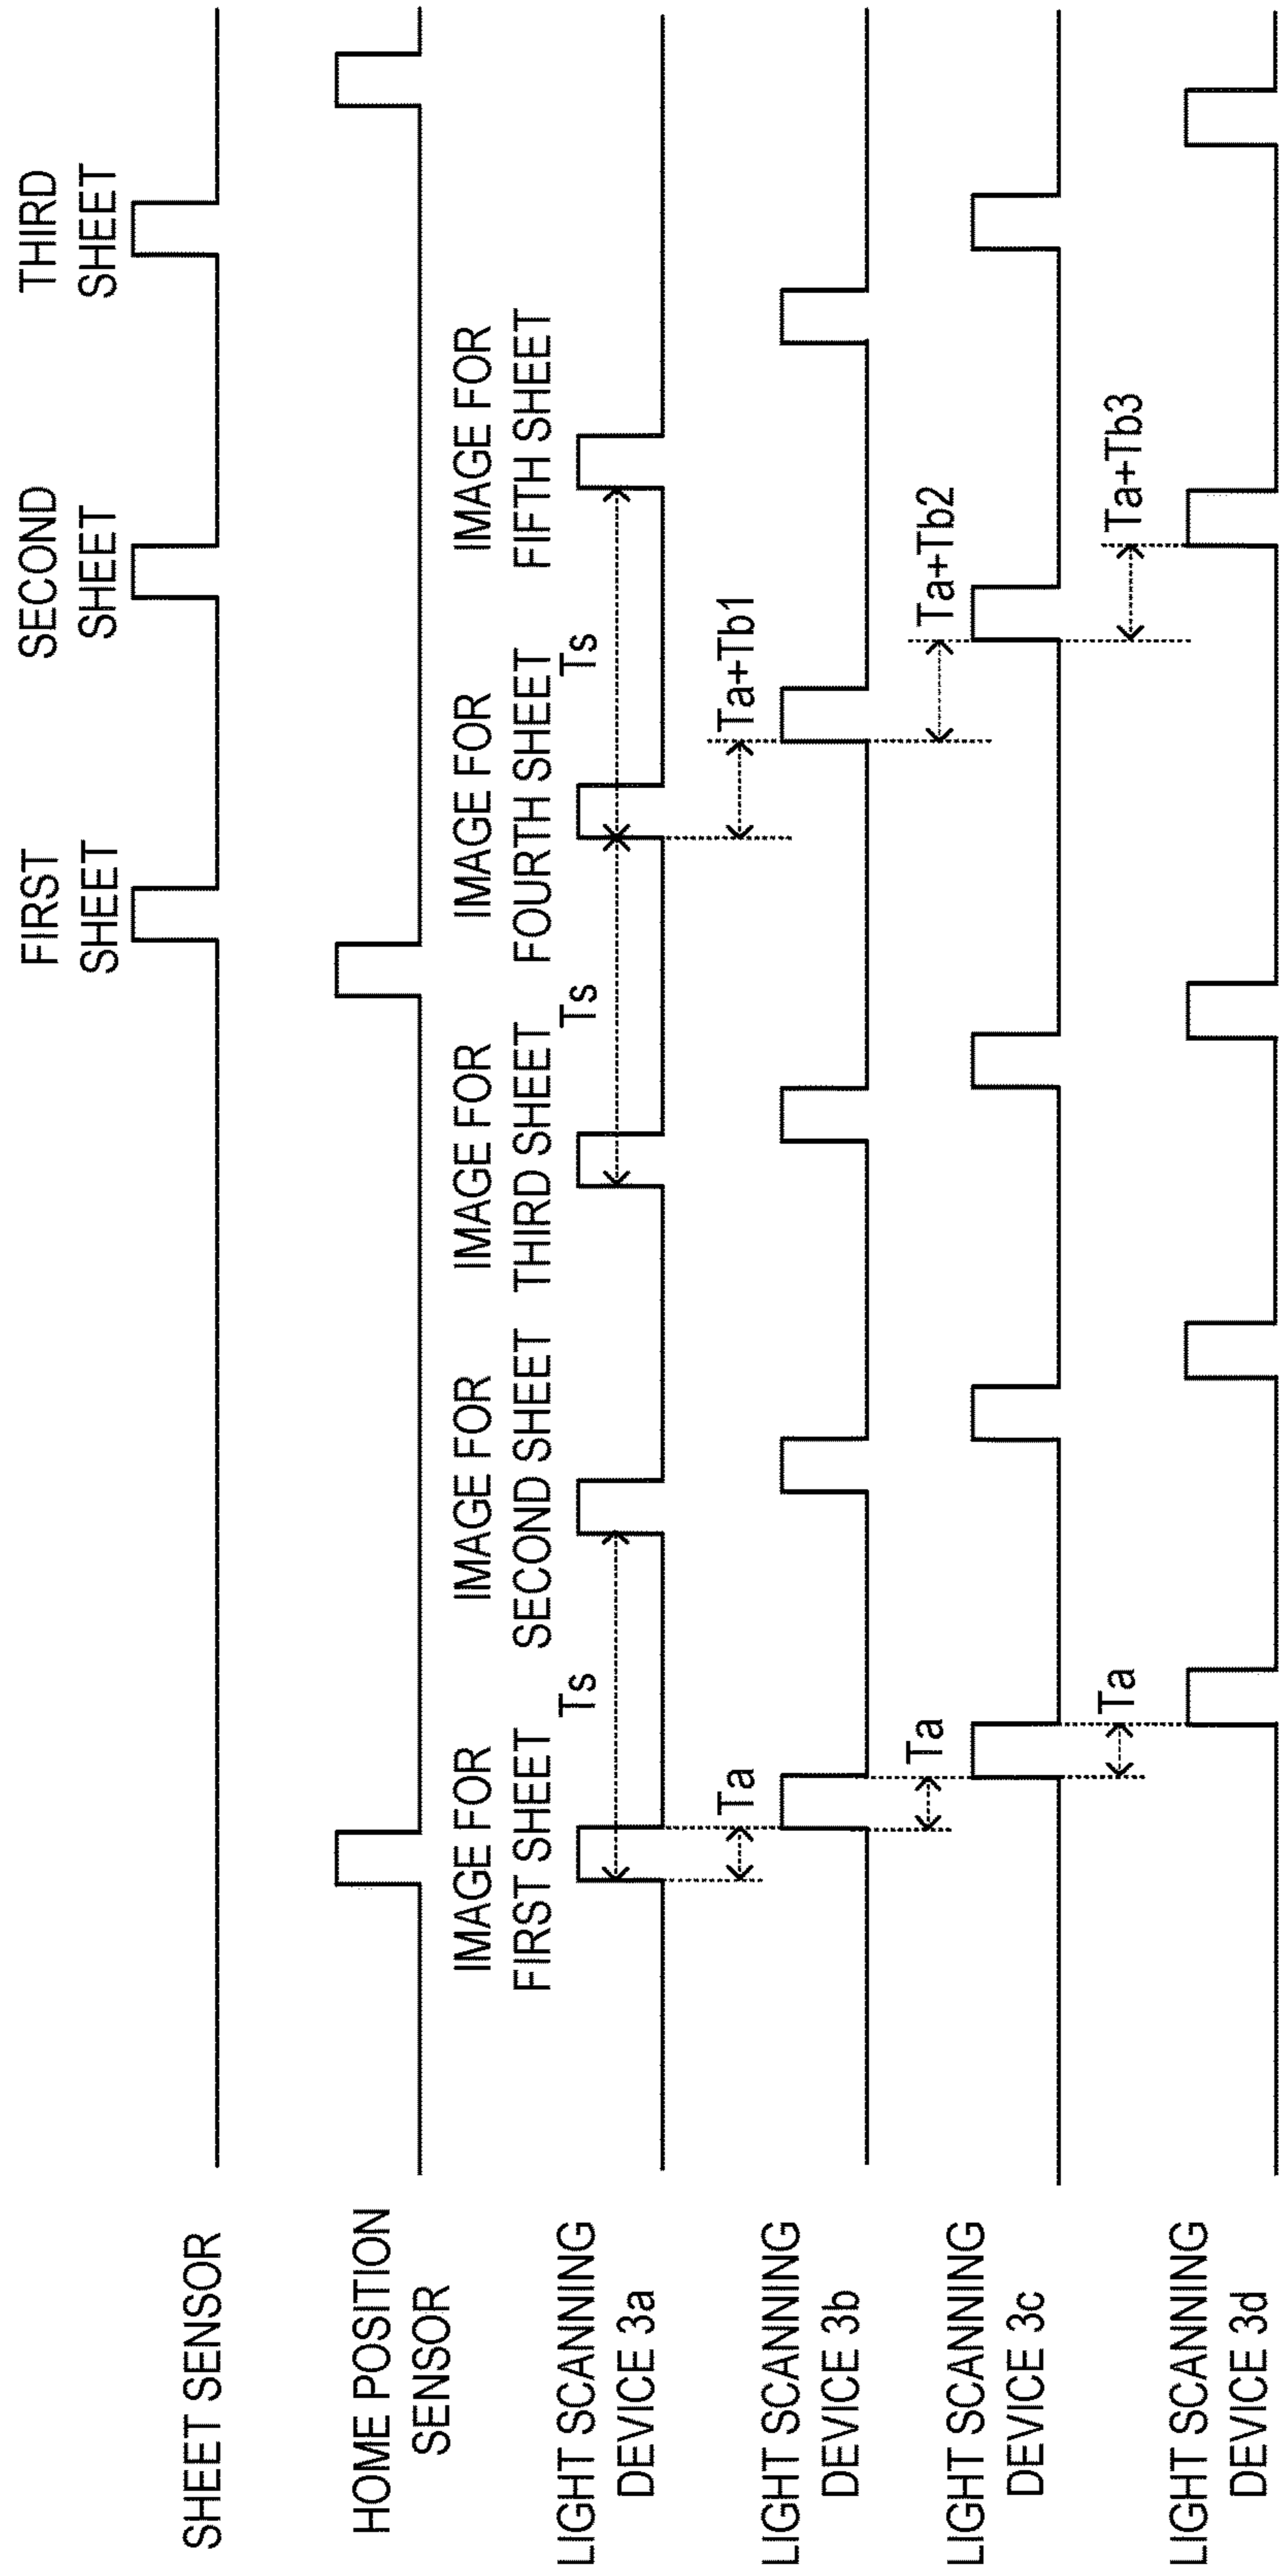 FIRST
SHEET
SECOND
SHEET
THIRD
SHEET
SHEET SENSOR
HOME POSITION
SENSOR
IMAGE FOR
FIRST SHEET
IMAGE FOR
SECOND SHEET
IMAGE FOR
THIRD SHEET
IMAGE FOR
FOURTH SHEET
IMAGE FOR
FIFTH SHEET
Ts
Ts
Ts
LIGHT SCANNING
DEVICE 3a
Ta
Ta+Tb1
LIGHT SCANNING
DEVICE 3b
Ta
Ta+Tb2
LIGHT SCANNING
DEVICE 3c
Ta
Ta+Tb3
LIGHT SCANNING
DEVICE 3d